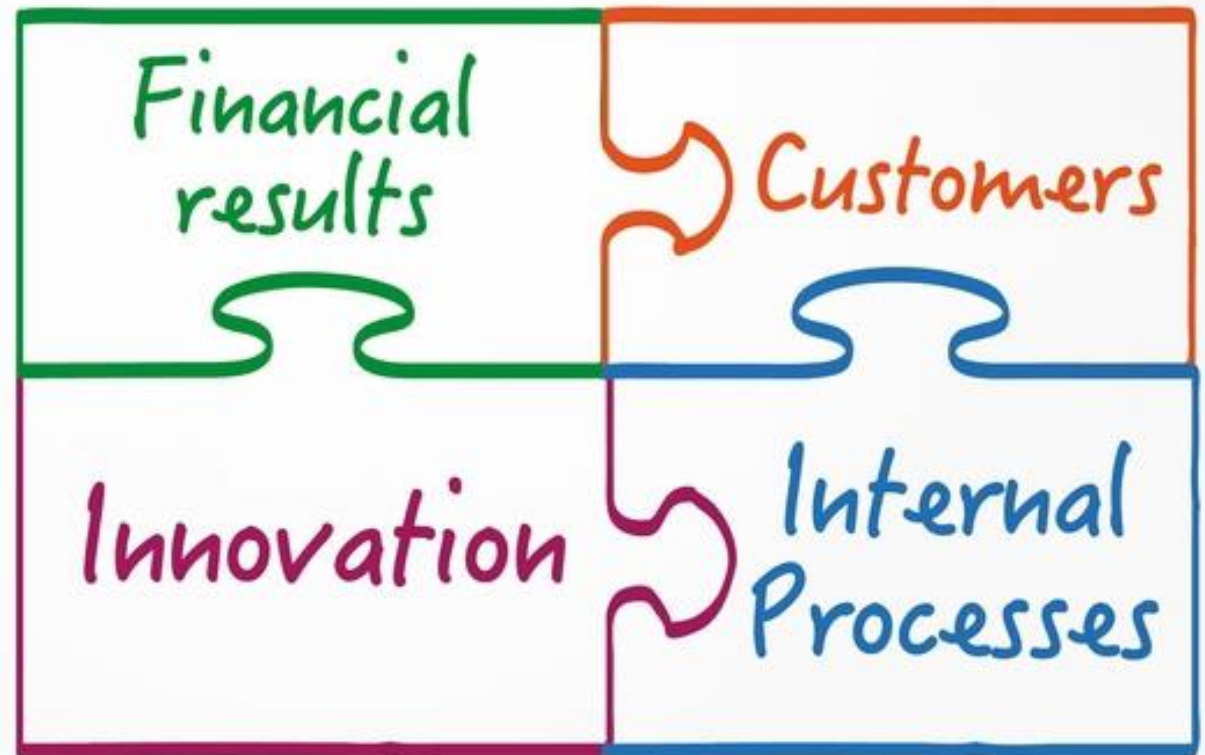 Financial
results
Customers
Innovation
Internal
Processes